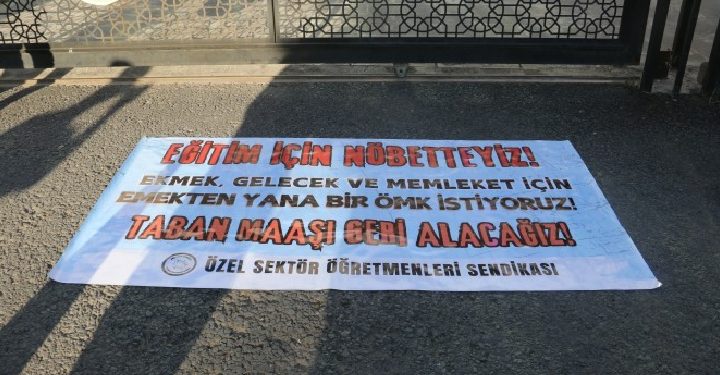 EĞİTİM İÇİN NÖBETTEYİZ!
EKMEK, GELECEK VE MEMLEKET İÇİN
EMEKTEN YANA BİR ÖMK İSTİYORUZ!
TABAN MAAŞI GERİ ALACAĞIZ!
ÖZEL SEKTÖR ÖĞRETMENLERİ SENDİKASI